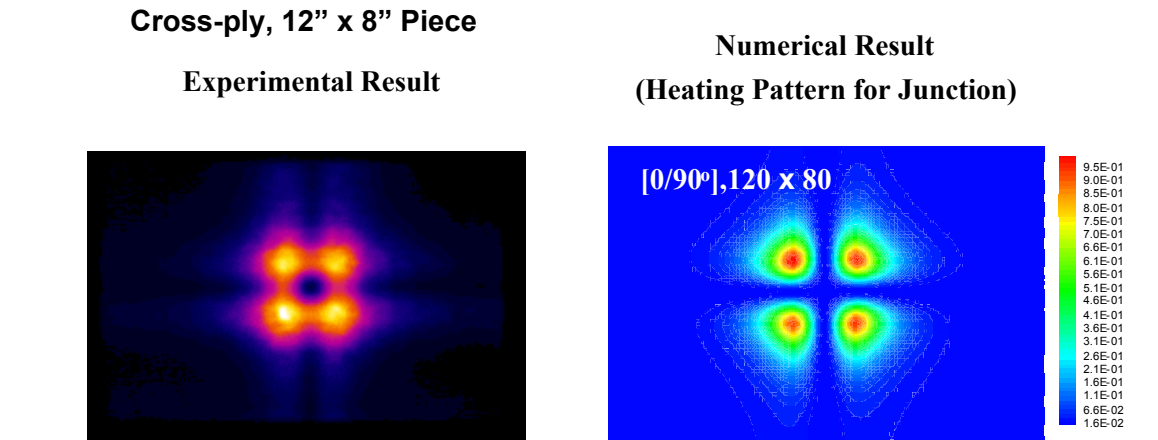 Cross-ply, 12” x 8” Piece
Experimental Result
Numerical Result
(Heating Pattern for Junction)
[0/90º],120 x 80
9.5E-01
9.0E-01
8.5E-01
8.0E-01
7.5E-01
7.0E-01
6.6E-01
6.1E-01
5.6E-01
5.1E-01
4.6E-01
4.1E-01
3.6E-01
3.1E-01
2.6E-01
2.1E-01
1.6E-01
1.1E-01
6.6E-02
1.6E-02